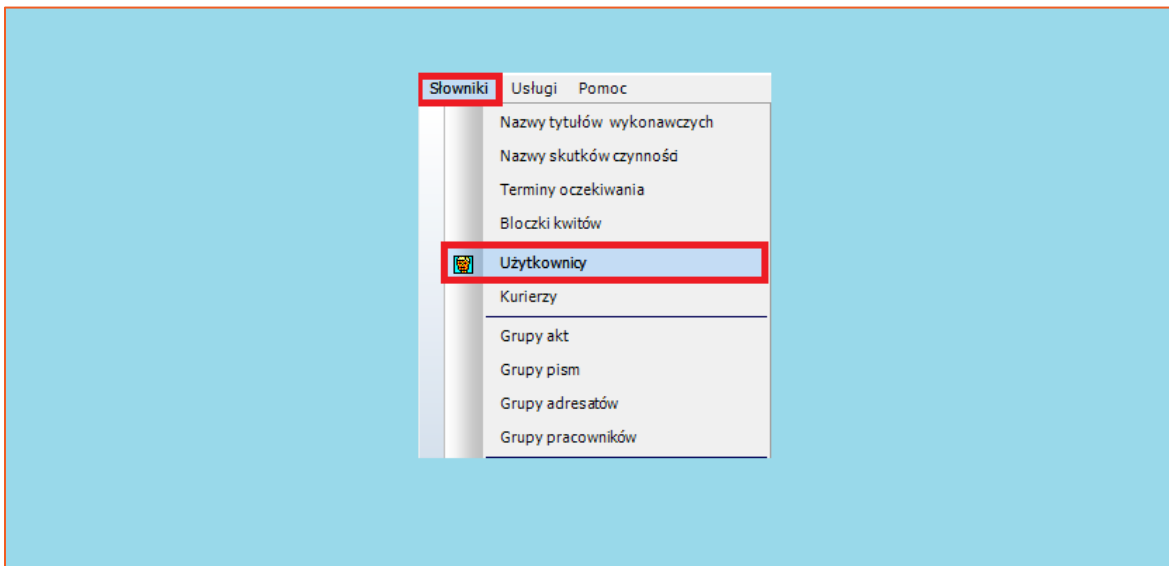 Słowniki Usługi Pomoc
Nazwy tytułów wykonawczych
Nazwy skutków czynności
Terminy oczekiwania
Bloczki kwitów
Użytkownicy
Kurierzy
Grupy akt
Grupy pism
Grupy adresatów
Grupy pracowników